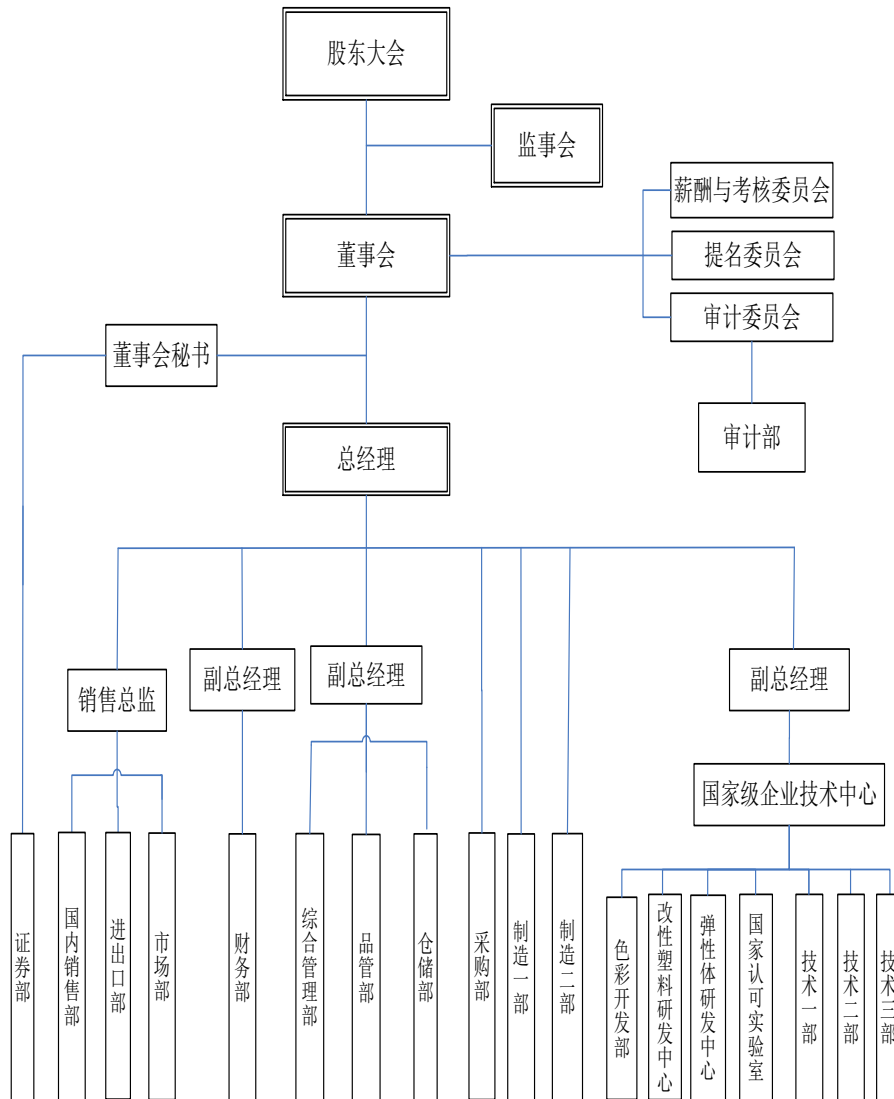 股东大会
监事会
薪酬与考核委员会
董事会
提名委员会
审计委员会
董事会秘书
审计部
总经理
销售总监
副总经理
副总经理
副总经理
国家级企业技术中心
证券部
国内销售部
进出口部
市场部
财务部
综合管理部
品管部
仓储部
采购部
制造一部
制造二部
色彩开发部
改性塑料研发中心
弹性体研发中心
国家认可实验室
技术一部
技术二部
技术三部